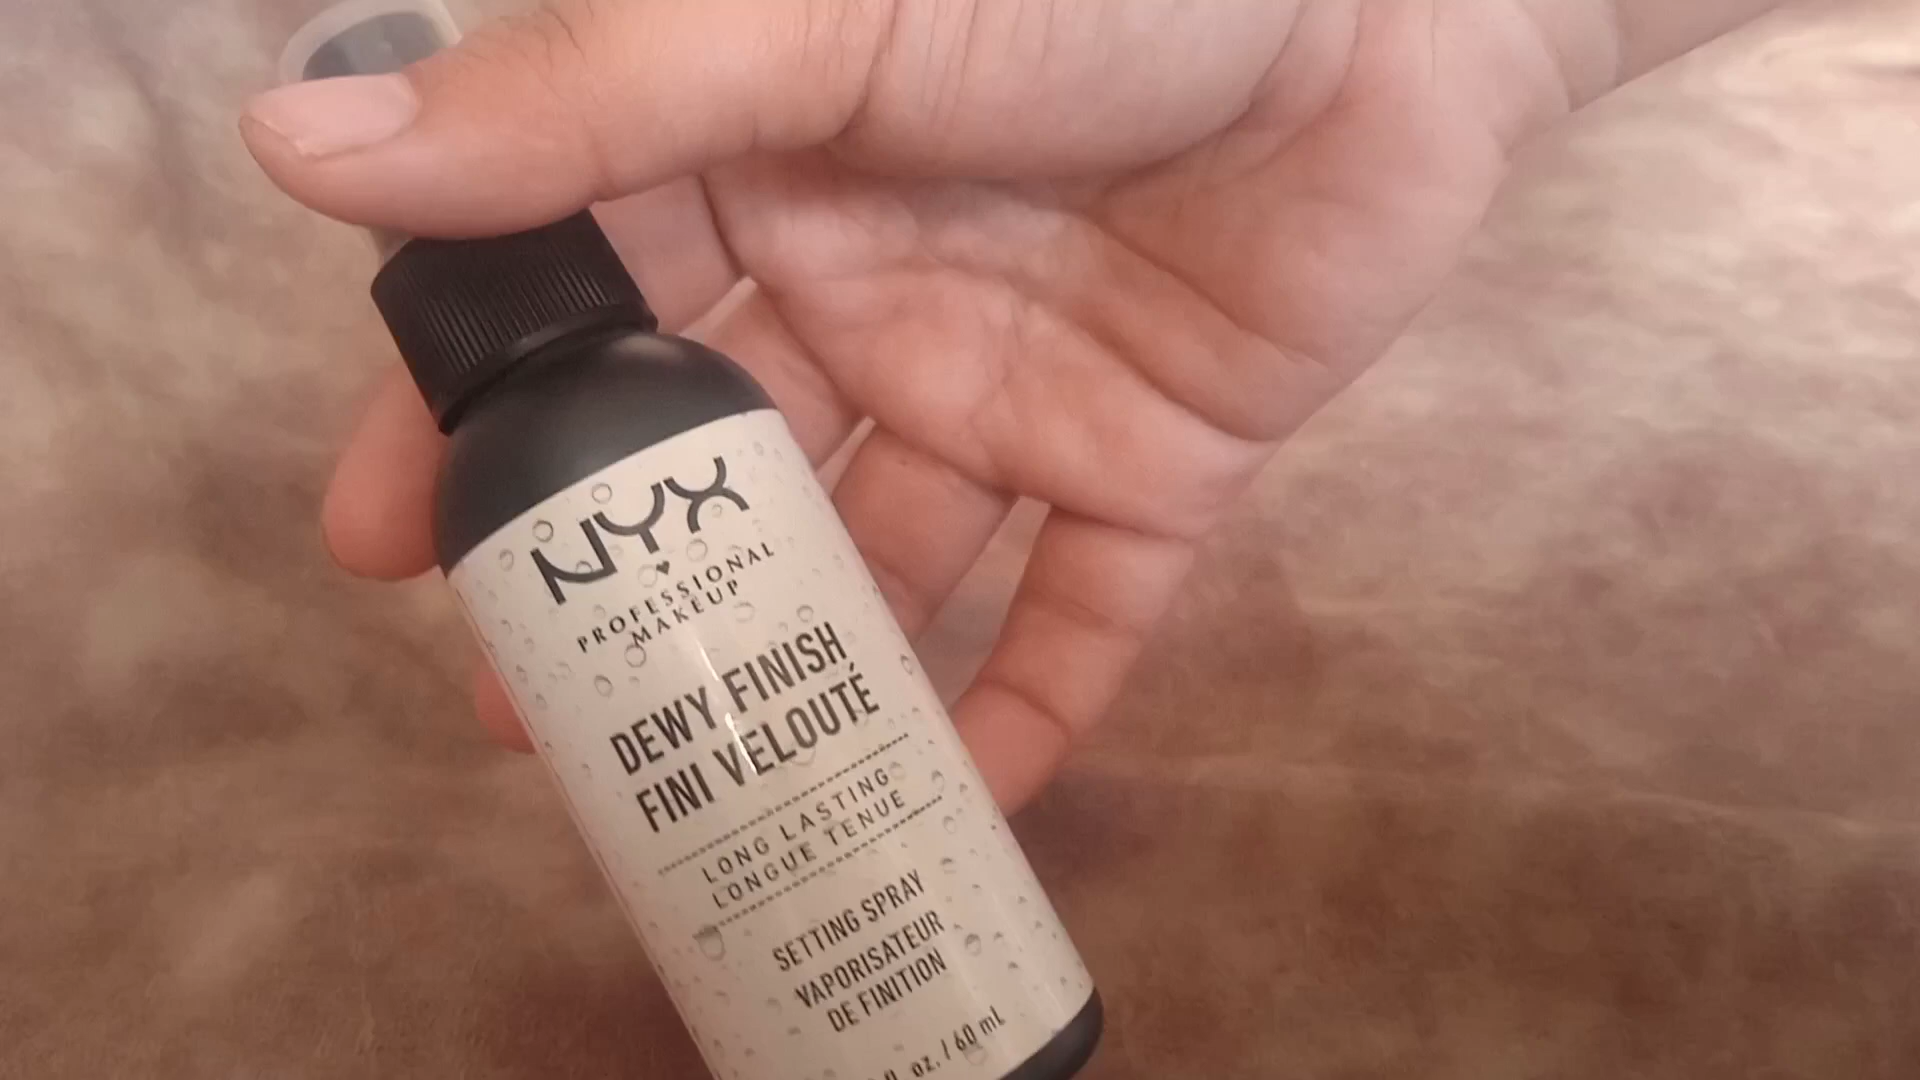 NYX
PROFESSIONAL
MAKEUP
DEWY FINISH
FINI VELOUTÉ
LONG LASTING
LONGUE TENUE
SETTING SPRAY
VAPORISATEUR
DE FINITION
fl. oz. / 60 mL